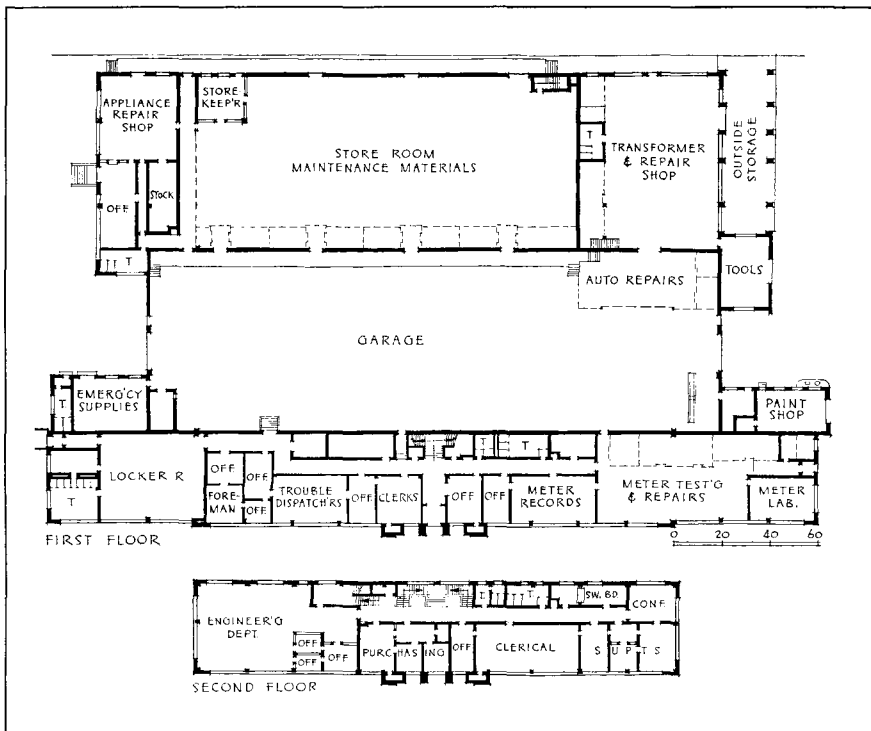 APPLIANCE
REPAIR
SHOP
STORE
KEEP'R
STORE ROOM
MAINTENANCE MATERIALS
T
TRANSFORMER
& REPAIR
SHOP
OUTSIDE
STORAGE
OFF
STOCK
T
AUTO REPAIRS
TOOLS
GARAGE
T
EMERG'CY
SUPPLIES
PAINT
SHOP
LOCKER R
T
OFF
FORE-
MAN
OFF
OFF
TROUBLE
DISPATCH'RS
OFF
CLERKS
T
T
OFF
OFF
METER
RECORDS
METER TEST'G
& REPAIRS
METER
LAB.
FIRST FLOOR
0 20 40 60
ENGINEER'G
DEPT.
OFF
OFF
OFF
PURCHASING
OFF
T
T
SW. BD.
CONF.
CLERICAL
SUPTS
SECOND FLOOR